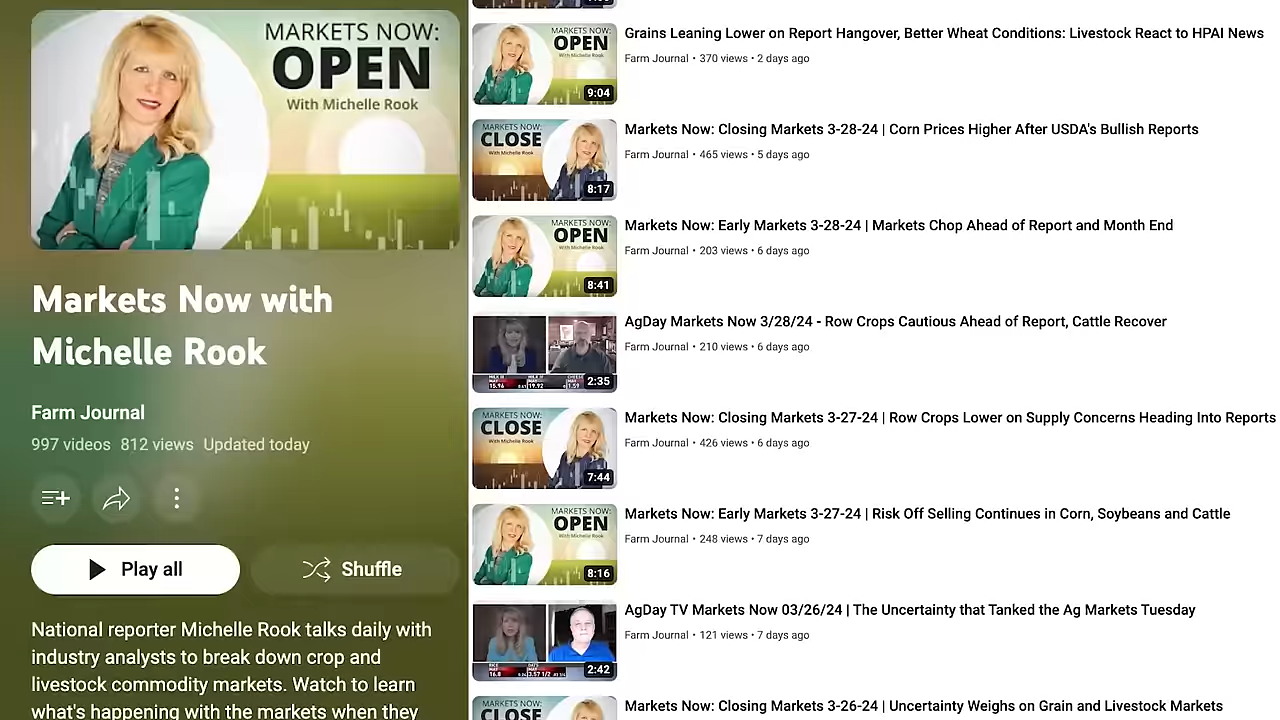 MARKETS NOW:
OPEN
With Michelle Rook
Markets Now with
Michelle Rook
Farm Journal
997 videos 812 views Updated today
Play all
Shuffle
National reporter Michelle Rook talks daily with
industry analysts to break down crop and
livestock commodity markets. Watch to learn
what's happening with the markets when they
MARKETS NOW:
OPEN
With Michelle Rook
9:04
Grains Leaning Lower on Report Hangover, Better Wheat Conditions: Livestock React to HPAI News
Farm Journal • 370 views • 2 days ago
MARKETS NOW:
CLOSE
With Michelle Rook
8:17
Markets Now: Closing Markets 3-28-24 | Corn Prices Higher After USDA's Bullish Reports
Farm Journal • 465 views • 5 days ago
MARKETS NOW:
OPEN
With Michelle Rook
8:41
Markets Now: Early Markets 3-28-24 | Markets Chop Ahead of Report and Month End
Farm Journal • 203 views • 6 days ago
2:35
AgDay Markets Now 3/28/24 - Row Crops Cautious Ahead of Report, Cattle Recover
Farm Journal • 210 views • 6 days ago
MARKETS NOW:
CLOSE
With Michelle Rook
7:44
Markets Now: Closing Markets 3-27-24 | Row Crops Lower on Supply Concerns Heading Into Reports
Farm Journal • 426 views • 6 days ago
MARKETS NOW:
OPEN
With Michelle Rook
8:16
Markets Now: Early Markets 3-27-24 | Risk Off Selling Continues in Corn, Soybeans and Cattle
Farm Journal • 248 views • 7 days ago
2:42
AgDay TV Markets Now 03/26/24 | The Uncertainty that Tanked the Ag Markets Tuesday
Farm Journal • 121 views • 7 days ago
MARKETS NOW:
CLOSE
Markets Now: Closing Markets 3-26-24 | Uncertainty Weighs on Grain and Livestock Markets